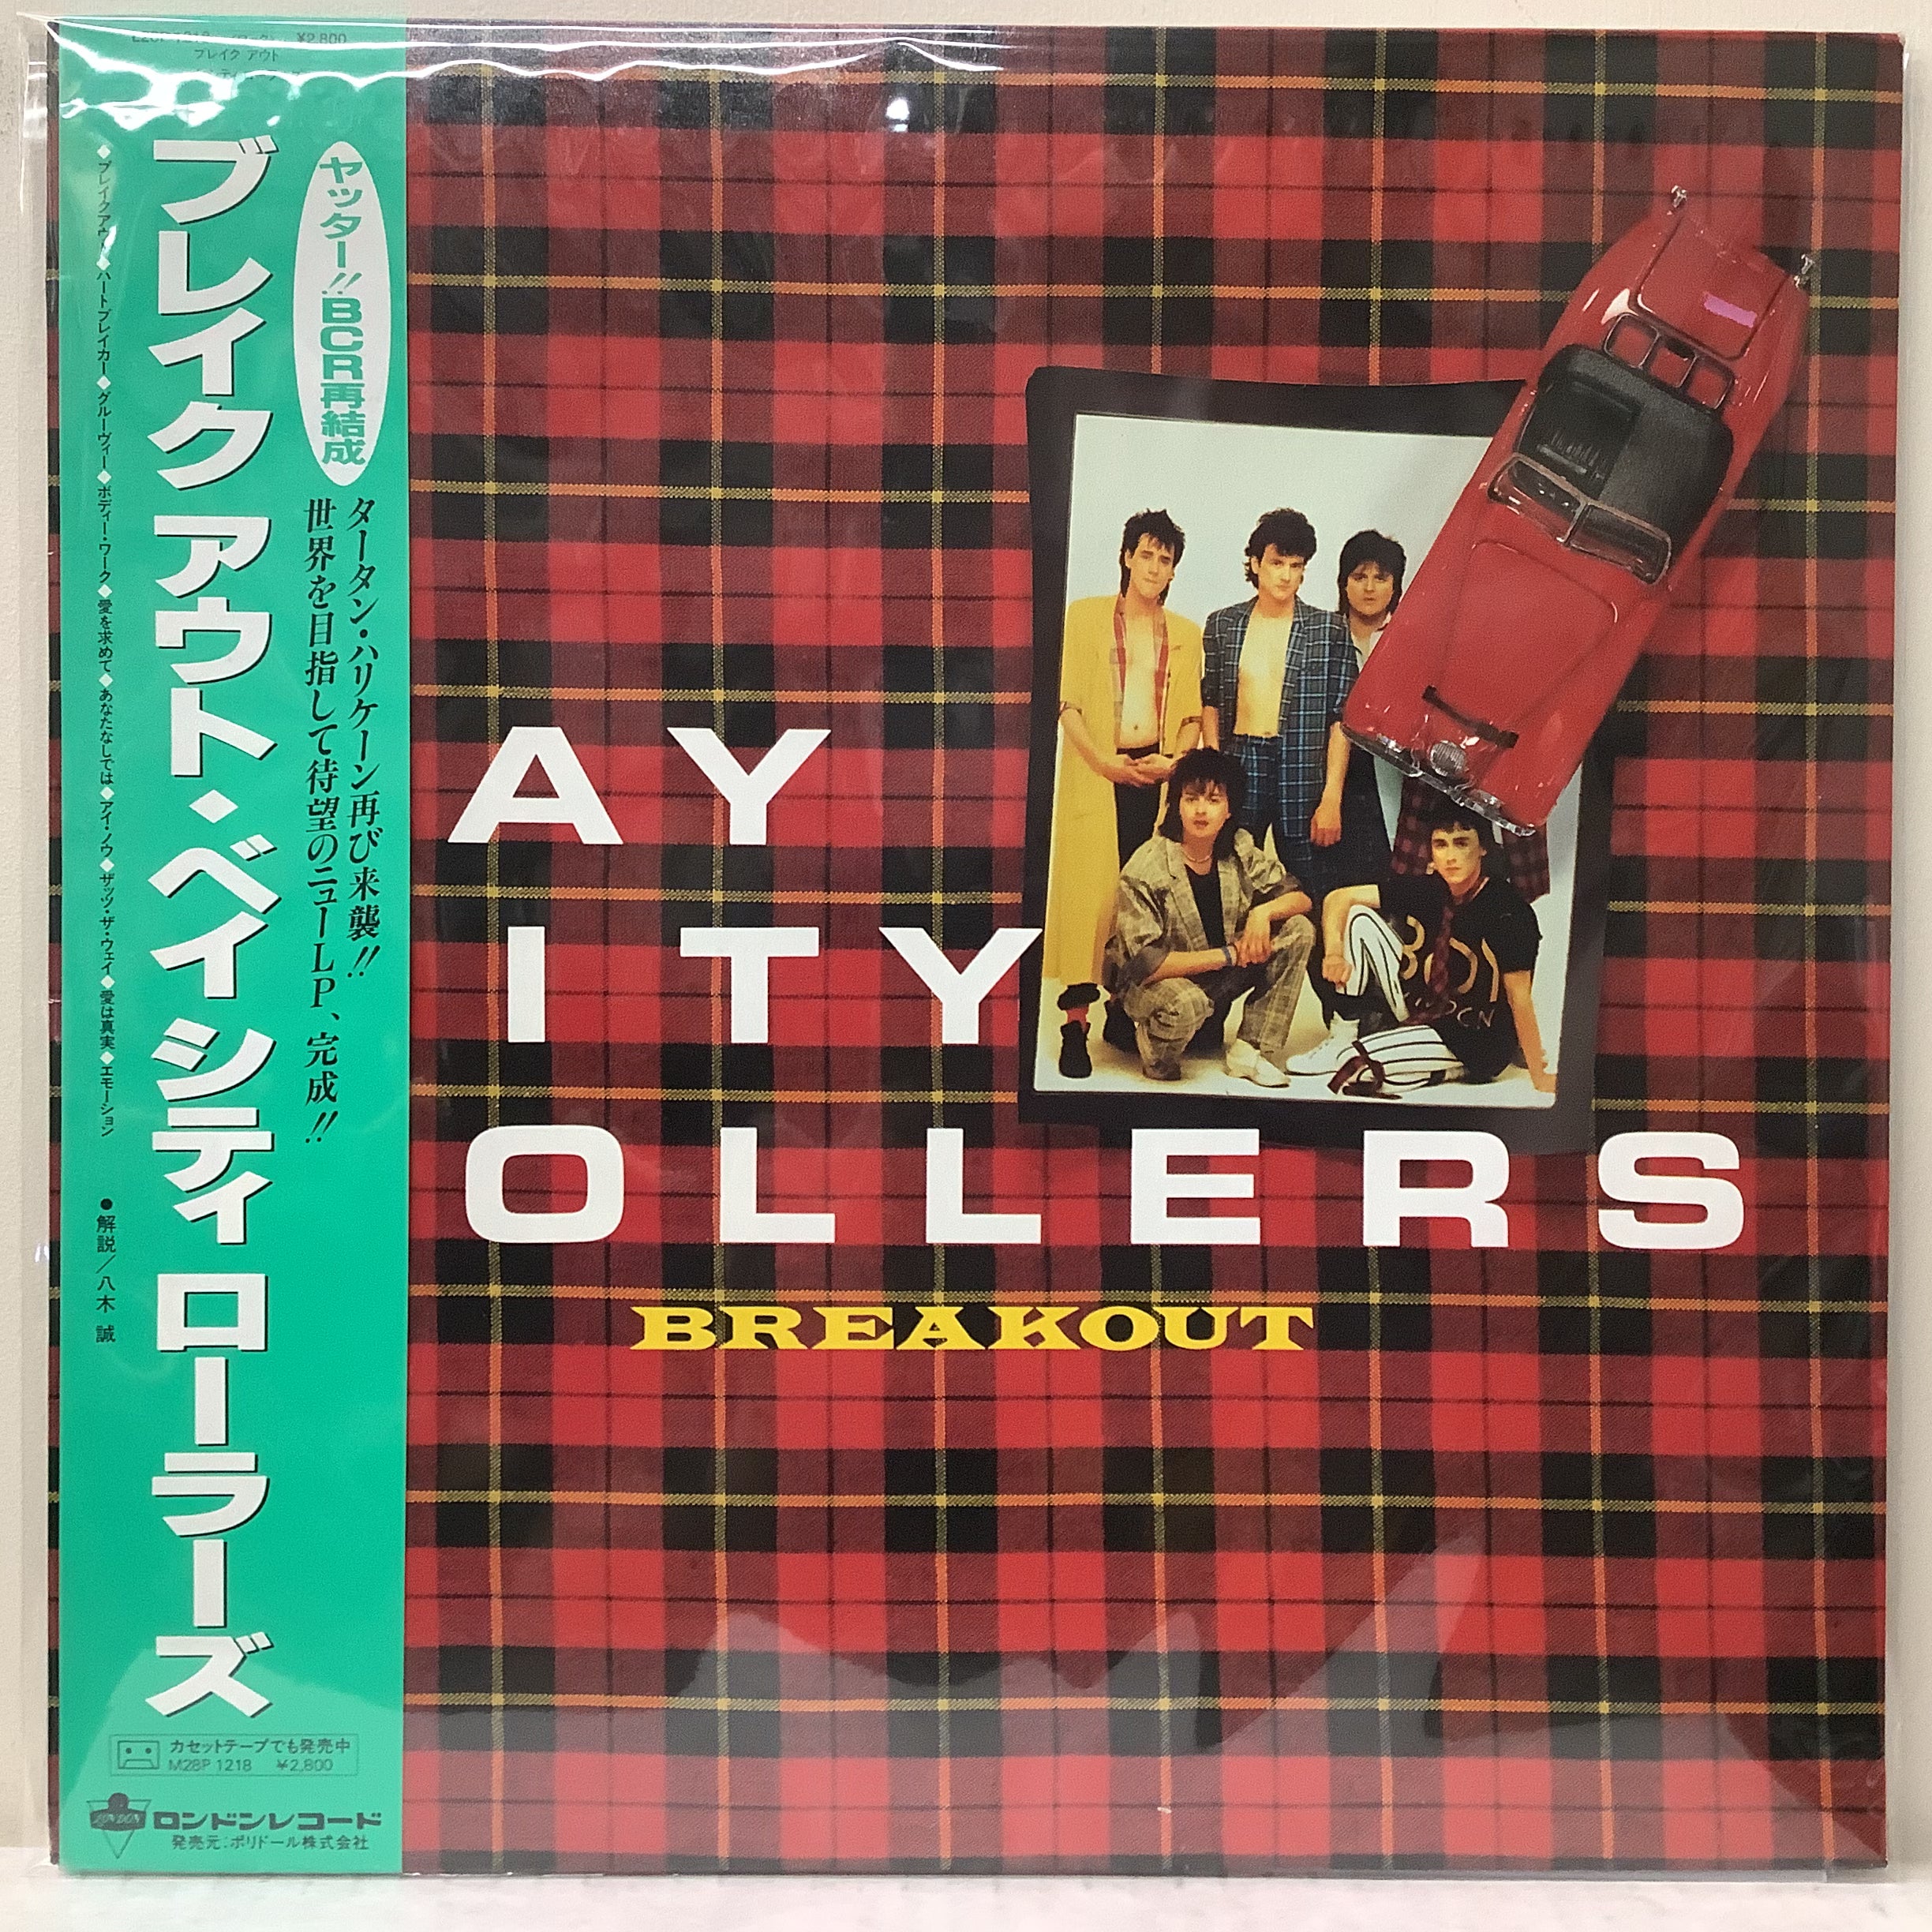 ¥2,800
ブレイク アウト
ヤッター!!BCR再結成
タータン・ハリケーン再び来襲!!
世界を目指して待望のニューLP、完成!!
ブレイク アウト・ベイ シティ ローラーズ
◆ブレイクアウト◆ハートブレイカー◆グルーヴィー◆ボディー・ワーク◆愛を求めて◆あなたなしでは◆アイ・ノウ◆ザッツ・ザ・ウェイ◆愛は真実◆エモーション
●解説/八木 誠
カセットテープでも発売中
M28P 1218 ¥2,800
LONDON
ロンドンレコード
発売元:ポリドール株式会社
AY
ITY
OLLERS
BREAKOUT
BOY